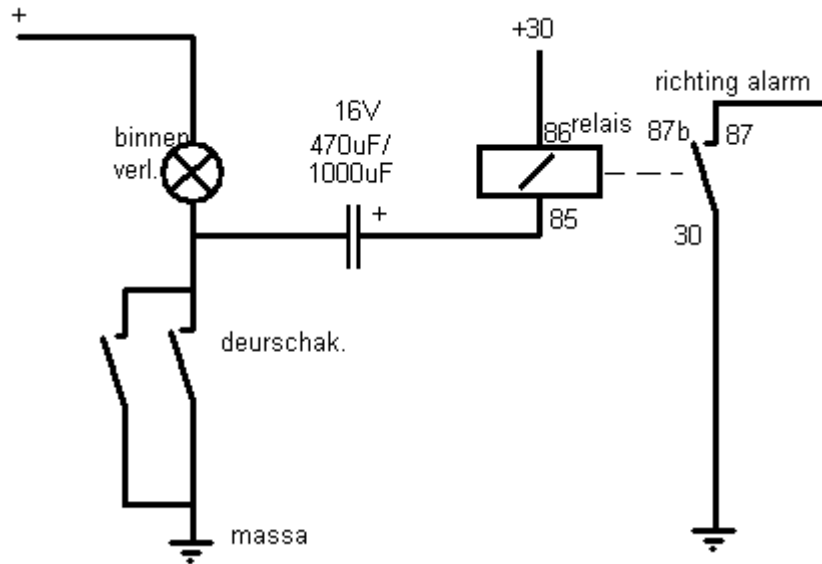 +
+30
richting alarm
16V
470uF/
1000uF
binnen
verl.
86
relais
87b
87
+
85
30
deurschak.
massa